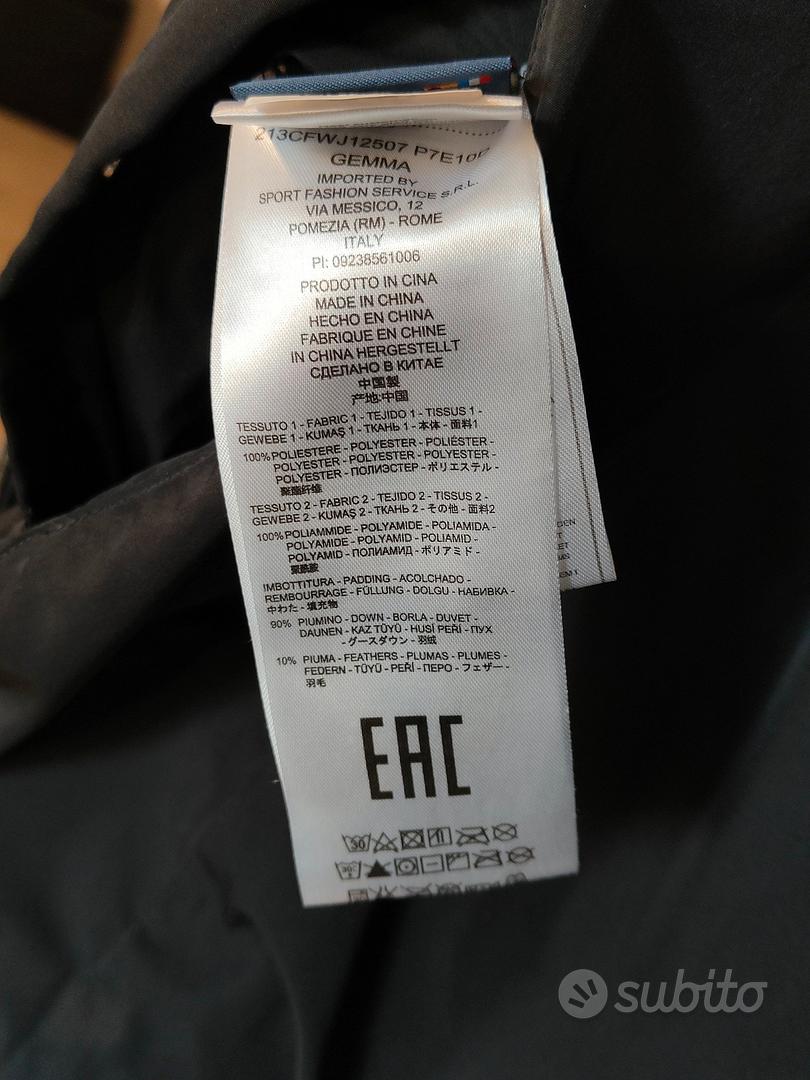 213CFWJ12507 P7E10
GEMMA
IMPORTED BY
SPORT FASHION SERVICE S.R.L.
VIA MESSICO, 12
POMEZIA (RM) - ROME
ITALY
PI: 09238561006
PRODOTTO IN CINA
MADE IN CHINA
HECHO EN CHINA
FABRIQUE EN CHINE
IN CHINA HERGESTELLT
СДЕЛАНО В КИТАЕ
中国製
产地:中国
TESSUTO 1 - FABRIC 1 - TEJIDO 1 - TISSUS 1 -
GEWEBE 1 - KUMAŞ 1 - ТКАНЬ 1 - 本体 - 面料1
100% POLIESTERE - POLYESTER - POLIÉSTER -
POLYESTER - POLYESTER - POLYESTER -
POLYESTER - ПОЛИЭСТЕР - ポリエステル -
聚酯纤维
TESSUTO 2 - FABRIC 2 - TEJIDO 2 - TISSUS 2 -
GEWEBE 2 - KUMAŞ 2 - ТКАНЬ 2 - その他 - 面料2
100% POLIAMMIDE - POLYAMIDE - POLIAMIDA -
POLYAMIDE - POLYAMID - POLIAMID -
POLYAMID - ПОЛИАМИД - ポリアミド -
聚酰胺
IMBOTTITURA - PADDING - ACOLCHADO -
REMBOURRAGE - FÜLLUNG - DOLGU - НАБИВКА -
中わた - 填充物
90% PIUMINO - DOWN - BORLA - DUVET -
DAUNEN - KAZ TÜYÜ - HUSÍ PEŘÍ - ПУХ
- グースダウン - 羽绒
10% PIUMA - FEATHERS - PLUMAS - PLUMES -
FEDERN - TÜYÜ - PEŘÍ - ПЕРО - フェザー -
羽毛
EAC
30
30°C
subito